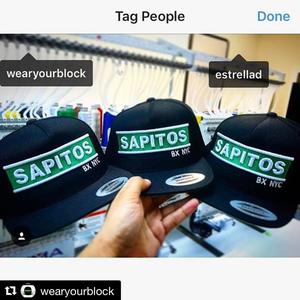 Tag People
Done
wearyourblock
estrellad
SAPITOS
BX NYC
SAPITOS
BX NYC
SAPITOS
BX NYC
wearyourblock